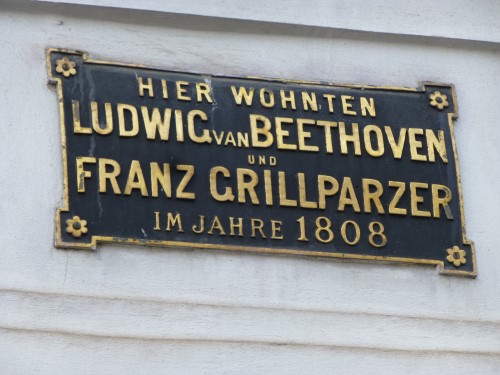 HIER WOHNTEN
LUDWIG VAN BEETHOVEN
UND
FRANZ GRILLPARZER
IM JAHRE 1808